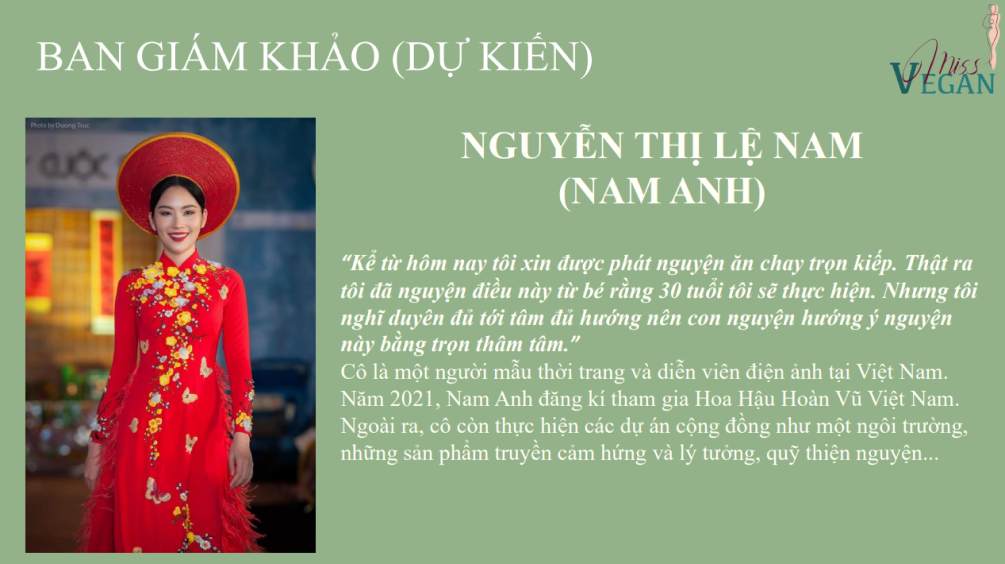 BAN GIÁM KHẢO (DỰ KIẾN)
Miss
VEGAN
Photo by Duong Truc
CUỘC
NGUYỄN THỊ LỆ NAM
(NAM ANH)
“Kể từ hôm nay tôi xin được phát nguyện ăn chay trọn kiếp. Thật ra
tôi đã nguyện điều này từ bé rằng 30 tuổi tôi sẽ thực hiện. Nhưng tôi
nghĩ duyên đủ tới tâm đủ hướng nên con nguyện hướng ý nguyện
này bằng trọn thâm tâm.”
Cô là một người mẫu thời trang và diễn viên điện ảnh tại Việt Nam.
Năm 2021, Nam Anh đăng kí tham gia Hoa Hậu Hoàn Vũ Việt Nam.
Ngoài ra, cô còn thực hiện các dự án cộng đồng như một ngôi trường,
những sản phẩm truyền cảm hứng và lý tưởng, quỹ thiện nguyện...